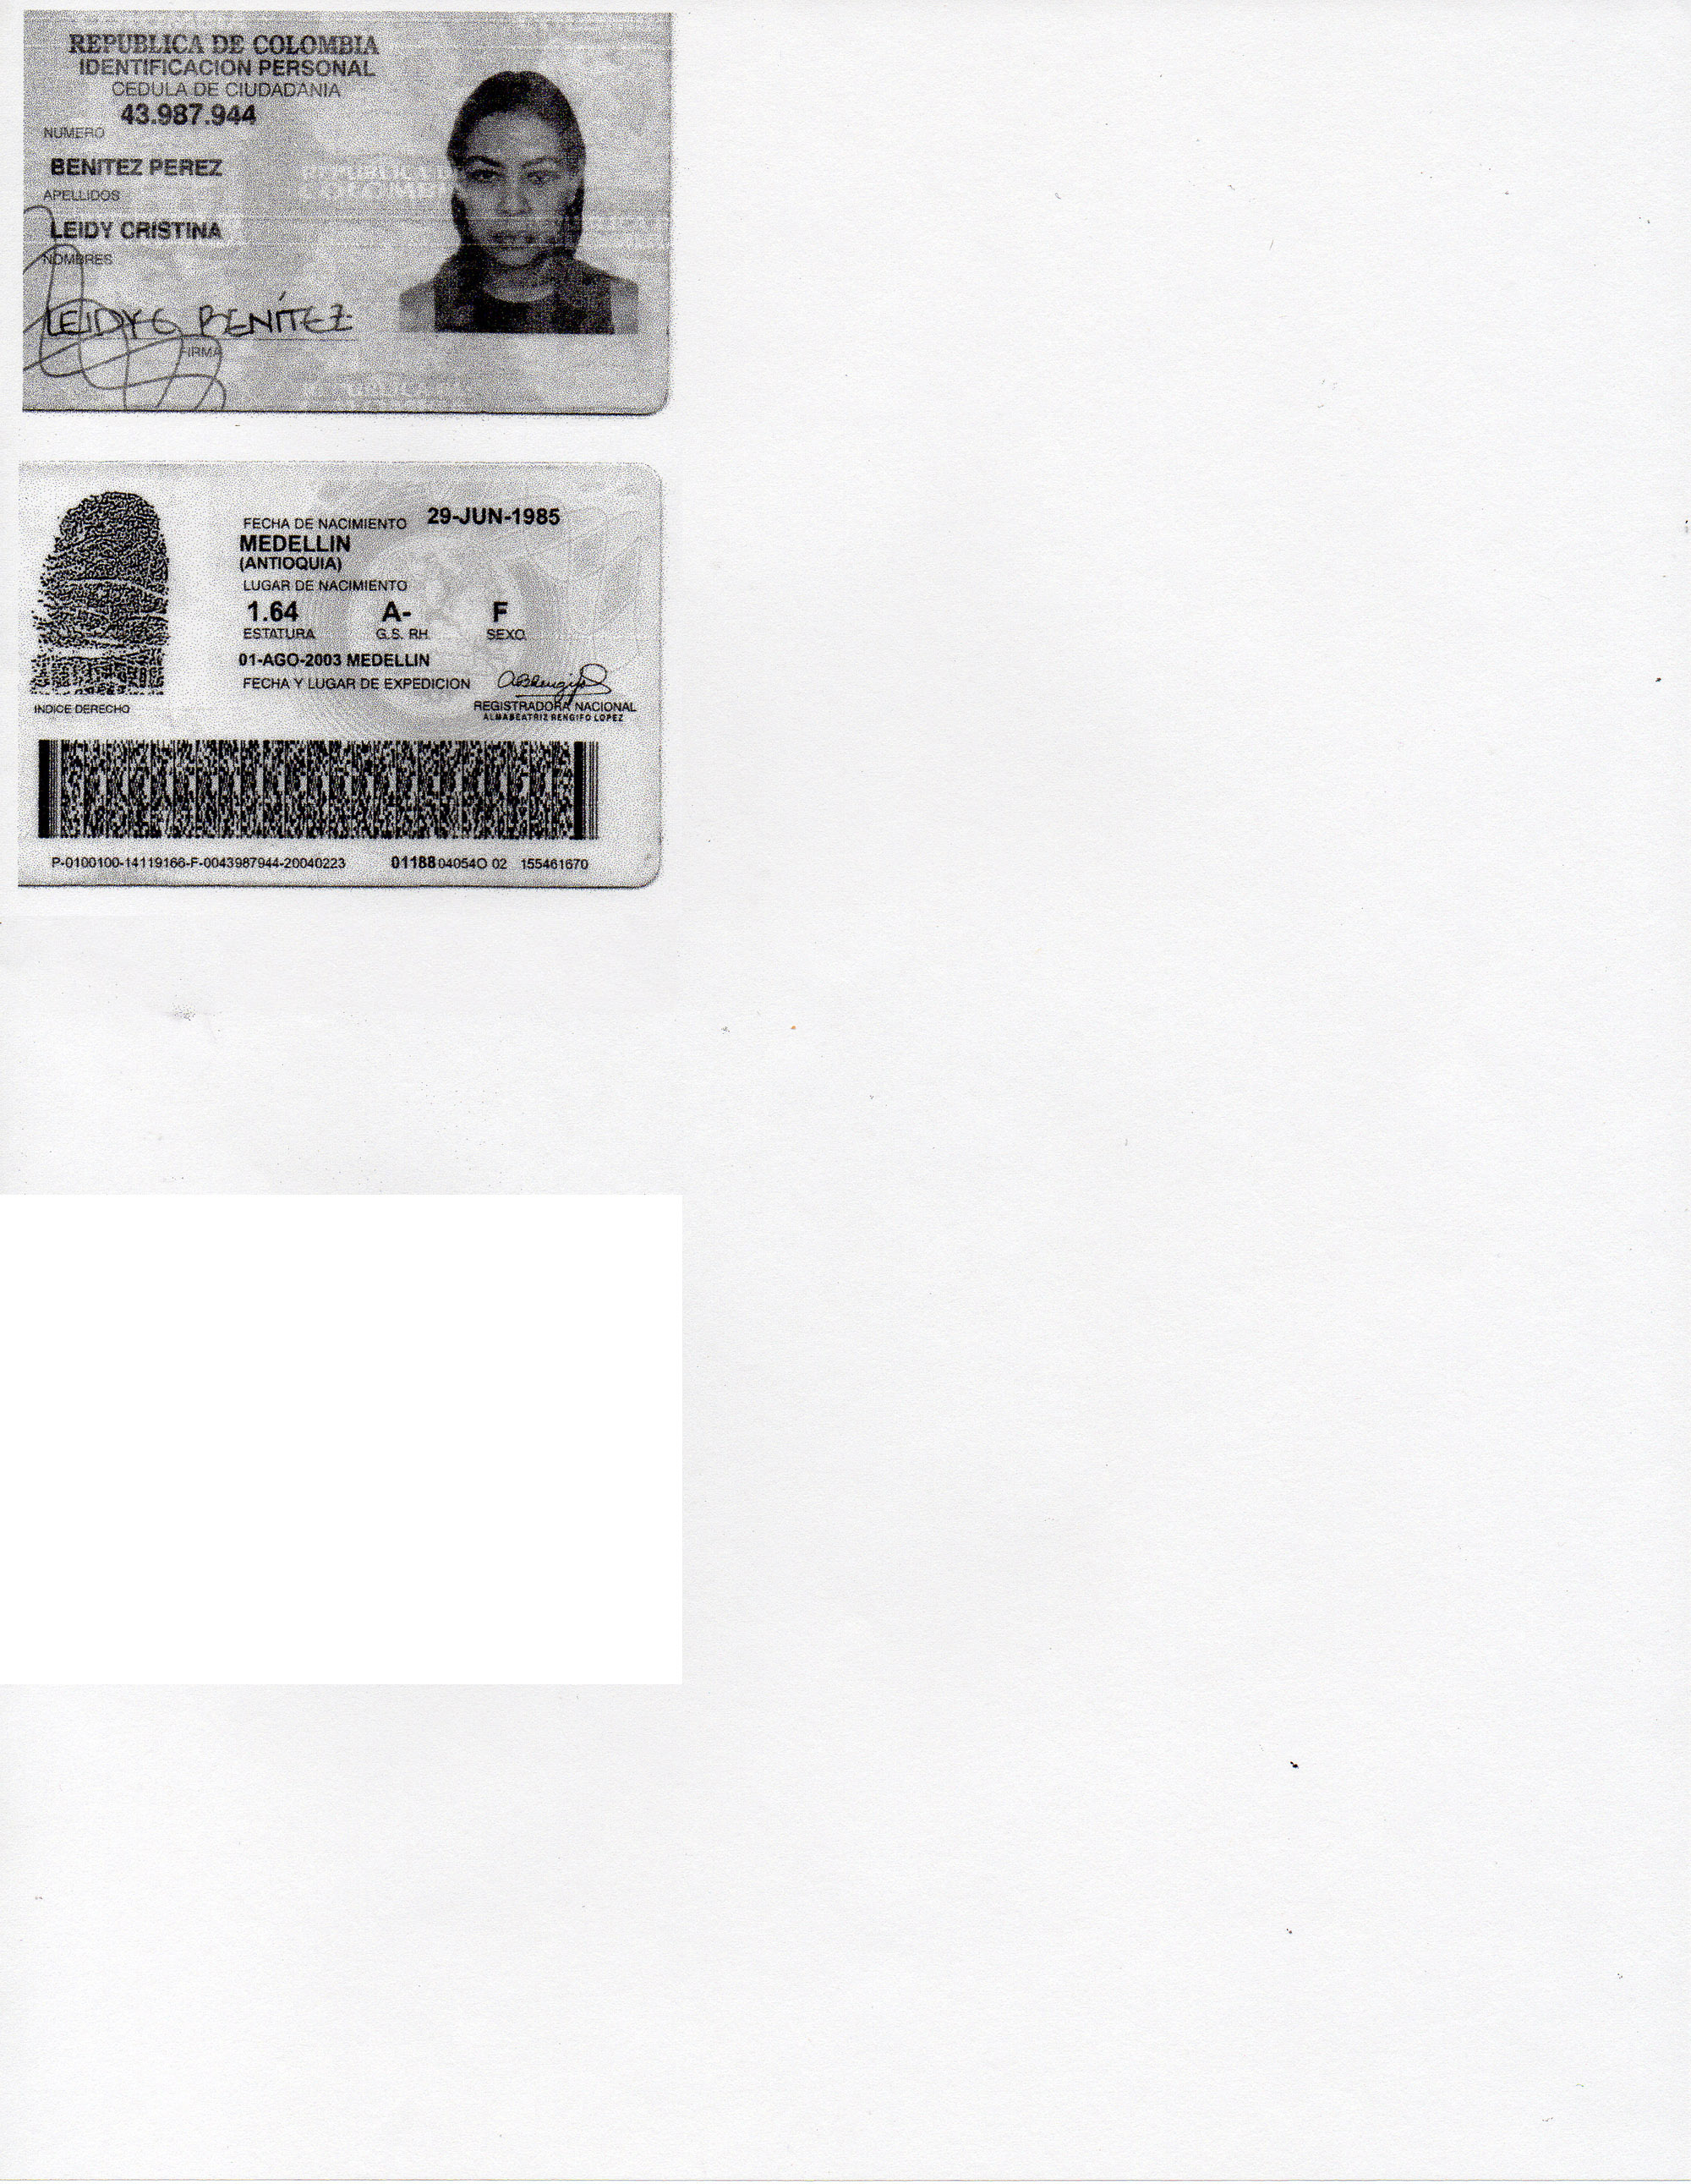 REPUBLICA DE COLOMBIA
IDENTIFICACION PERSONAL
CEDULA DE CIUDADANIA
43.987.944
NUMERO
BENITEZ PEREZ
APELLIDOS
LEIDY CRISTINA
NOMBRES
LEIDY C BENÍTEZ
FIRMA
FECHA DE NACIMIENTO 29-JUN-1985
MEDELLIN
(ANTIOQUIA)
LUGAR DE NACIMIENTO
1.64 A- F
ESTATURA G.S. RH SEXO
01-AGO-2003 MEDELLIN
FECHA Y LUGAR DE EXPEDICION
INDICE DERECHO
REGISTRADORA NACIONAL
ALMABEATRIZ RENGIFO LOPEZ
P-0100100-14119166-F-0043987944-20040223 0118804054O 02 155461670